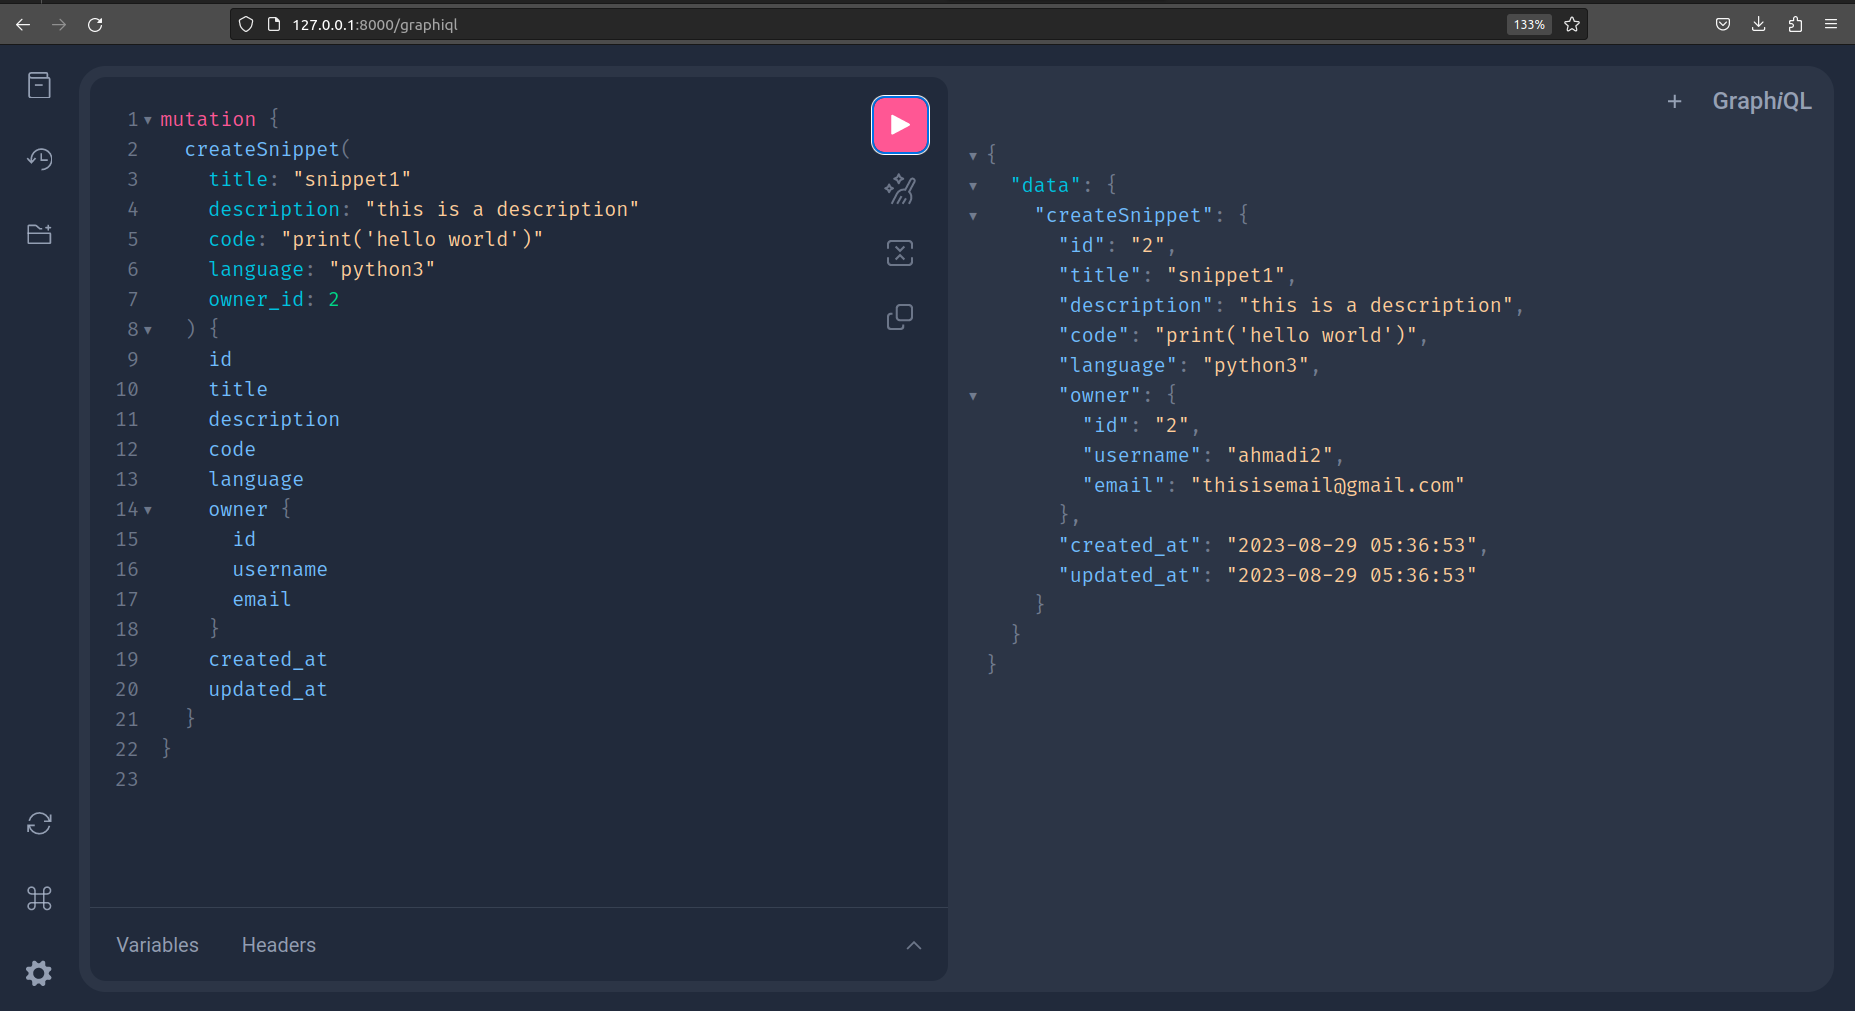 127.0.0.1:8000/graphiql
133%
1 mutation {
2 createSnippet(
3 title: "snippet1"
4 description: "this is a description"
5 code: "print('hello world')"
6 language: "python3"
7 owner_id: 2
8 ) {
9 id
10 title
11 description
12 code
13 language
14 owner {
15 id
16 username
17 email
18 }
19 created_at
20 updated_at
21 }
22 }
23
Variables Headers
+ GraphiQL
{
"data": {
"createSnippet": {
"id": "2",
"title": "snippet1",
"description": "this is a description",
"code": "print('hello world')",
"language": "python3",
"owner": {
"id": "2",
"username": "ahmadi2",
"email": "thisisemail@gmail.com"
},
"created_at": "2023-08-29 05:36:53",
"updated_at": "2023-08-29 05:36:53"
}
}
}